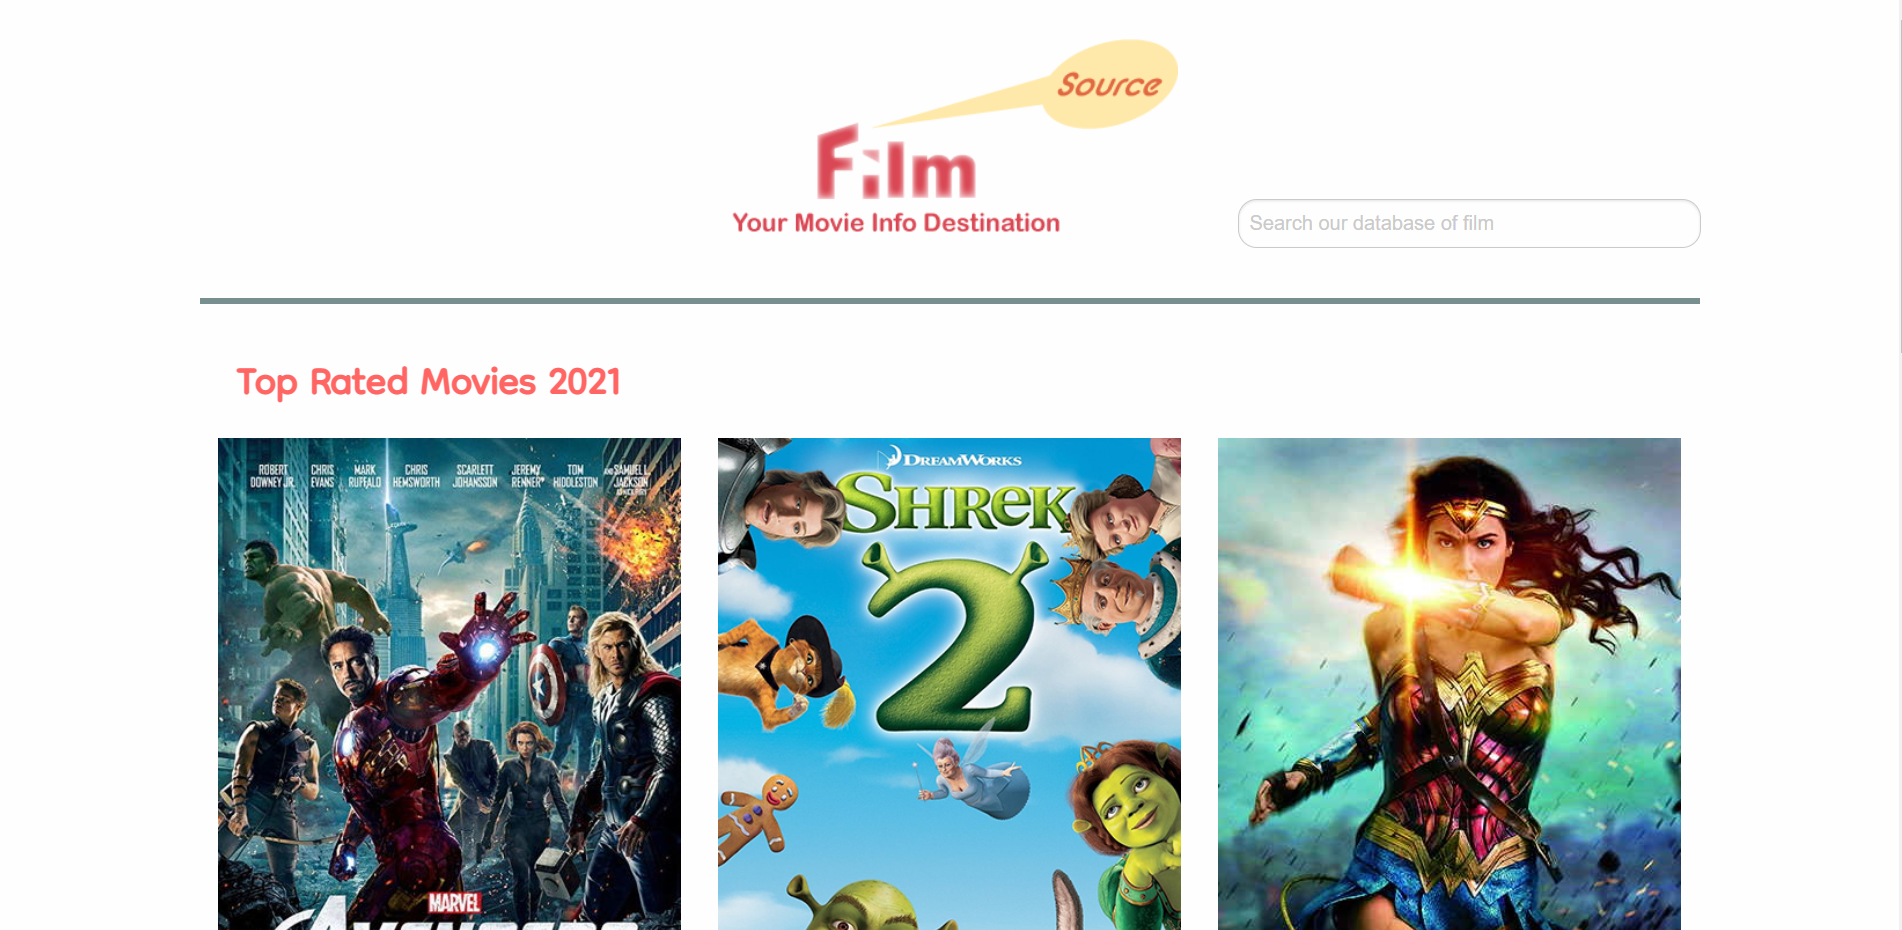 Source
Film
Your Movie Info Destination
Search our database of film
Top Rated Movies 2021
ROBERT DOWNEY JR.
CHRIS EVANS
MARK RUFFALO
CHRIS HEMSWORTH
SCARLETT JOHANSSON
JEREMY RENNER
TOM HIDDLESTON
AND SAMUEL L. JACKSON
MARVEL
AVENGERS
DREAMWORKS
SHREK
2